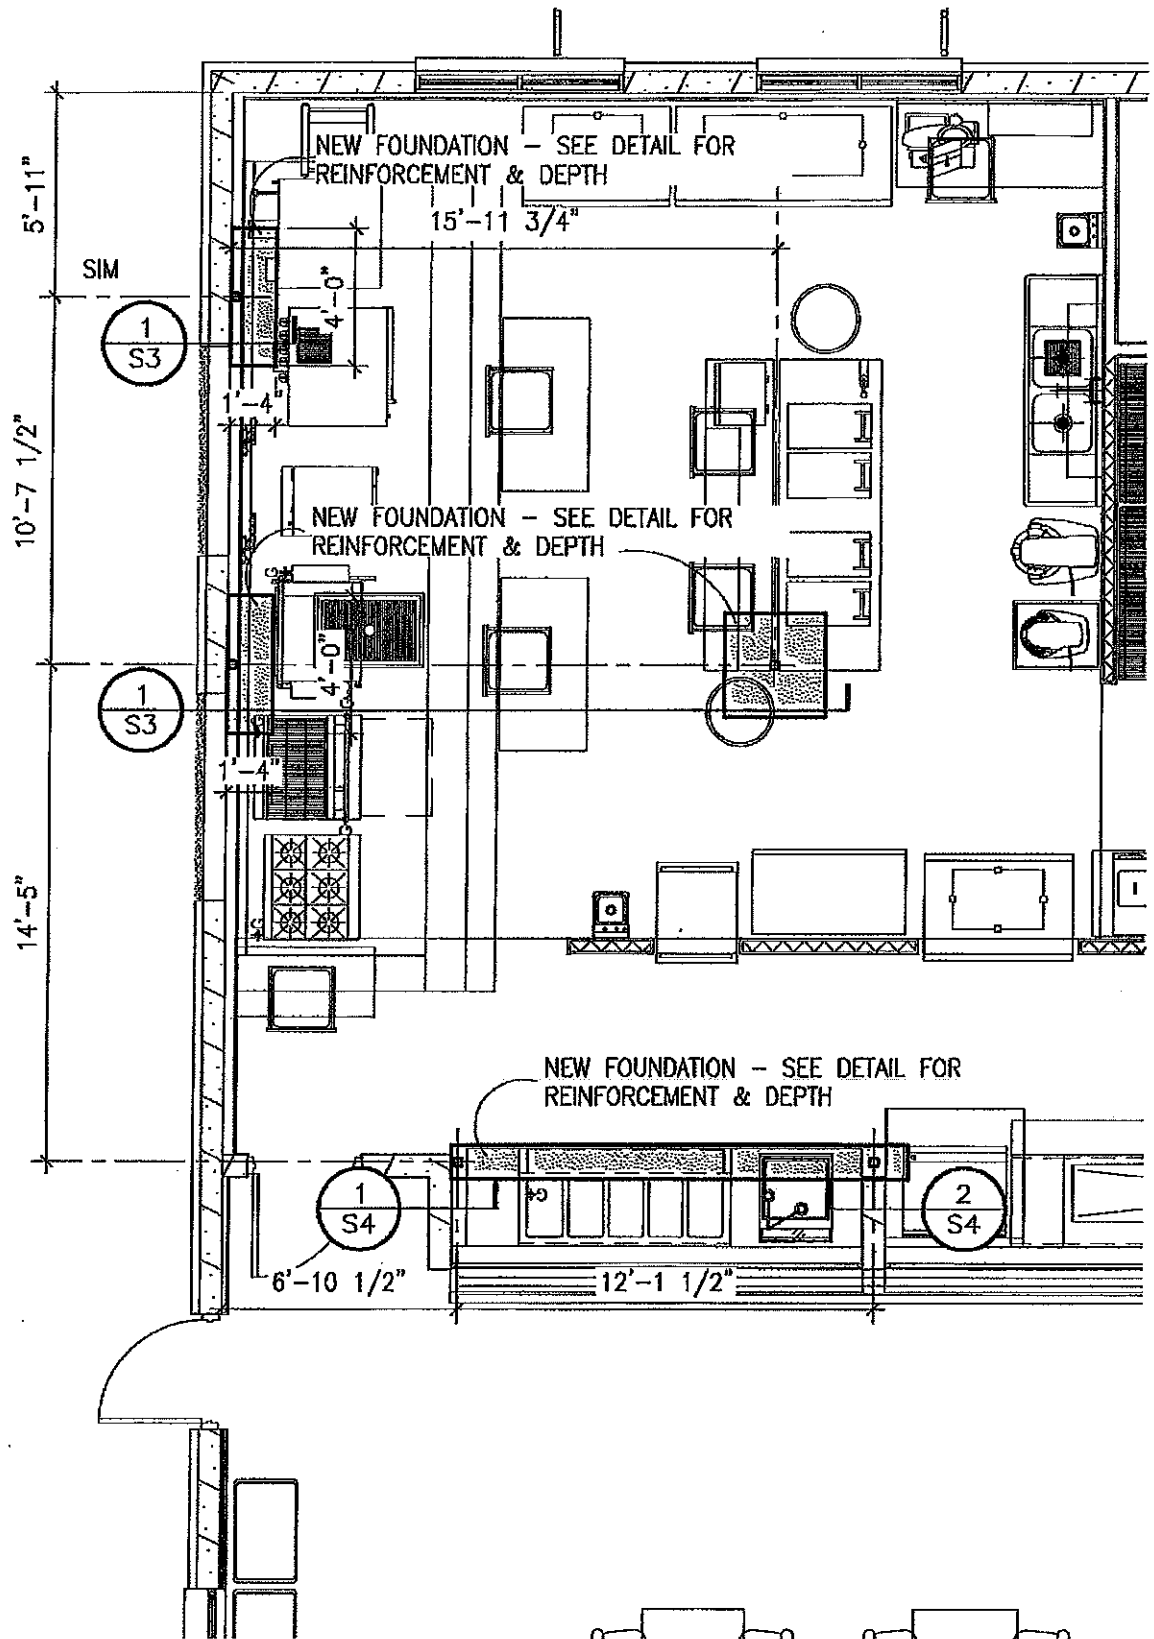 NEW FOUNDATION – SEE DETAIL FOR
REINFORCEMENT & DEPTH
5'-11"
15'-11 3/4"
SIM
4'-0"
1
S3
1'-4"
10'-7 1/2"
NEW FOUNDATION – SEE DETAIL FOR
REINFORCEMENT & DEPTH
4'-0"
1
S3
1'-4"
14'-5"
NEW FOUNDATION – SEE DETAIL FOR
REINFORCEMENT & DEPTH
1
S4
2
S4
6'-10 1/2"
12'-1 1/2"